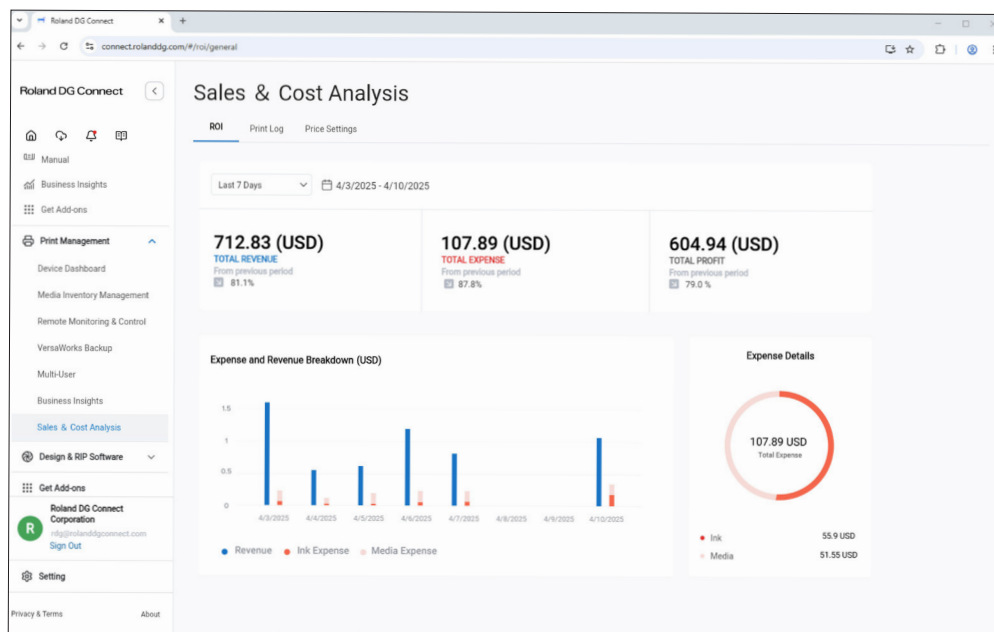 Roland DG Connect
connect.rolanddg.com/#/roi/general
Roland DG Connect
Manual
Business Insights
Get Add-ons
Print Management
Device Dashboard
Media Inventory Management
Remote Monitoring & Control
VersaWorks Backup
Multi-User
Business Insights
Sales & Cost Analysis
Design & RIP Software
Get Add-ons
R
Roland DG Connect
Corporation
rdg@rolanddgconnect.com
Sign Out
Setting
Privacy & Terms
About
Sales & Cost Analysis
ROI Print Log Price Settings
Last 7 Days 4/3/2025 - 4/10/2025
712.83 (USD)
TOTAL REVENUE
From previous period
81.1%
107.89 (USD)
TOTAL EXPENSE
From previous period
87.8%
604.94 (USD)
TOTAL PROFIT
From previous period
79.0 %
Expense and Revenue Breakdown (USD)
1.5
1
0.5
0
4/3/2025 4/4/2025 4/5/2025 4/6/2025 4/7/2025 4/8/2025 4/9/2025 4/10/2025
Revenue Ink Expense Media Expense
Expense Details
107.89 USD
Total Expense
Ink 55.9 USD
Media 51.55 USD